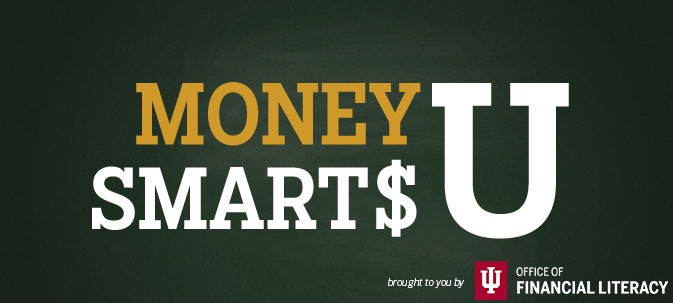 MONEY
SMART$ U
brought to you by
OFFICE OF
FINANCIAL LITERACY